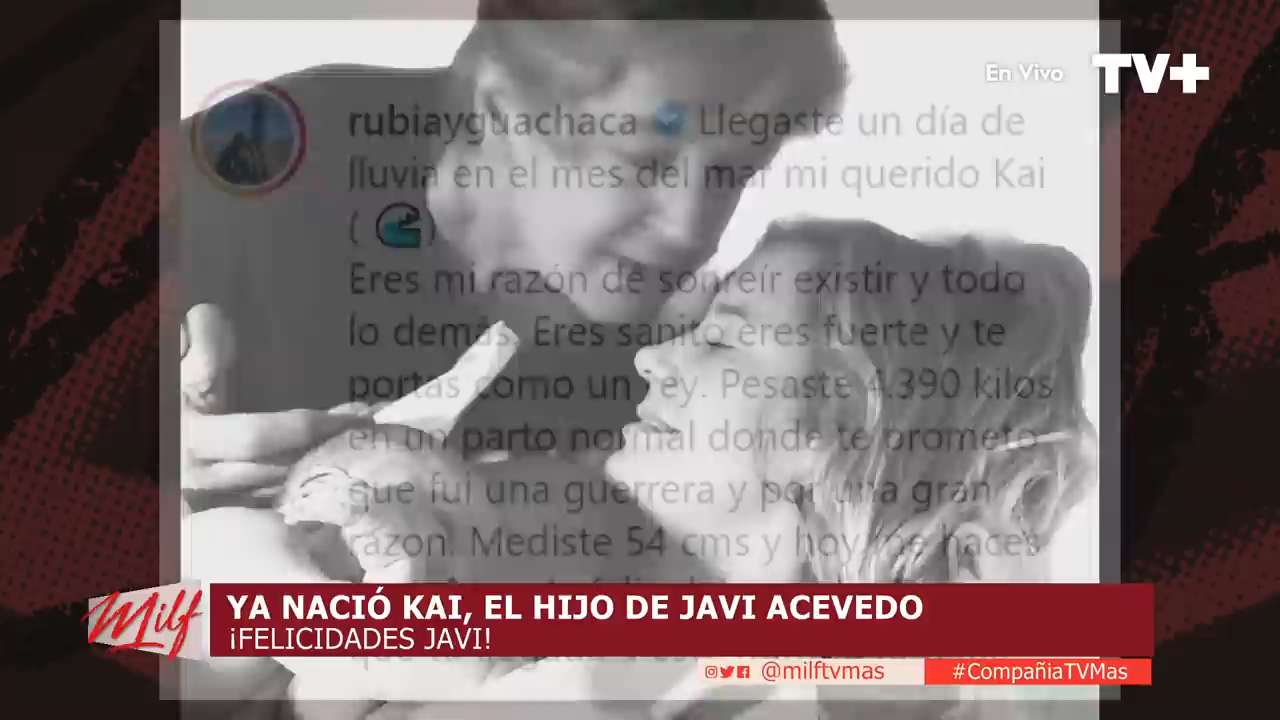 En Vivo
TV+
rubiayguachaca Llegaste un día de
lluvia en el mes del mar mi querido Kai
( )
Eres mi razón de sonreír existir y todo
lo demás. Eres sanito eres fuerte y te
portas como un rey. Pesaste 4.390 kilos
en un parto normal donde te prometo
que fui una guerrera y por una gran
razon. Mediste 54 cms y hoy me haces
Milf
YA NACIÓ KAI, EL HIJO DE JAVI ACEVEDO
¡FELICIDADES JAVI!
@milftvmas
#CompañiaTVMas